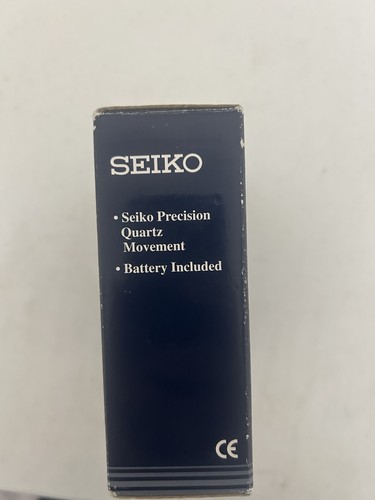 SEIKO
• Seiko Precision
Quartz
Movement
• Battery Included
CE